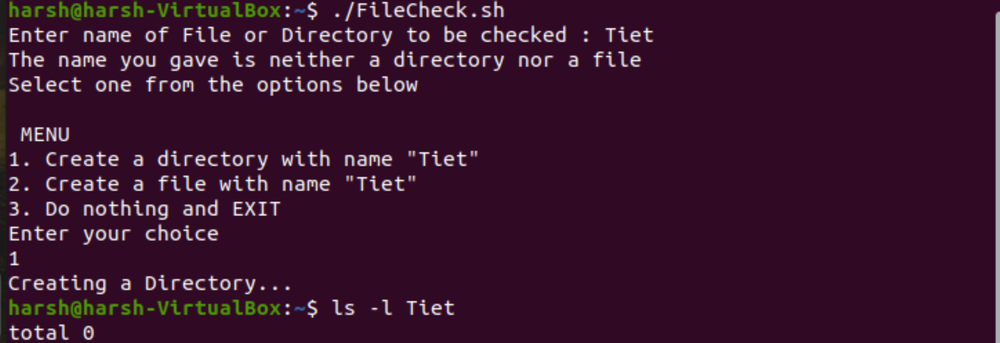 harsh@harsh-VirtualBox:~$ ./FileCheck.sh
Enter name of File or Directory to be checked : Tiet
The name you gave is neither a directory nor a file
Select one from the options below
MENU
1. Create a directory with name "Tiet"
2. Create a file with name "Tiet"
3. Do nothing and EXIT
Enter your choice
1
Creating a Directory...
harsh@harsh-VirtualBox:~$ ls -l Tiet
total 0